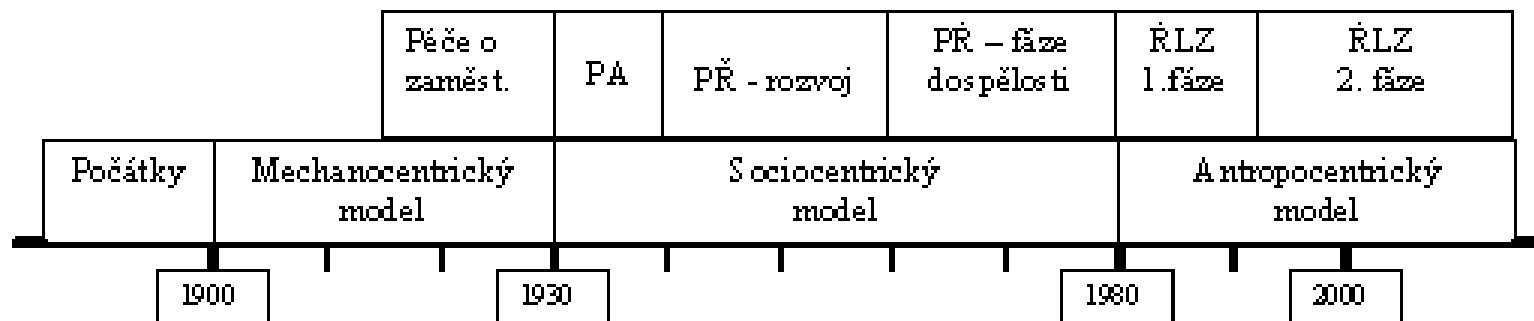 Péče o
zaměst.
PA
PŘ - rozvoj
PŘ – fáze
dospělosti
ŘLZ
1.fáze
ŘLZ
2. fáze
Počátky
Mechanocentrický
model
Sociocentrický
model
Antropocentrický
model
1900
1930
1980
2000